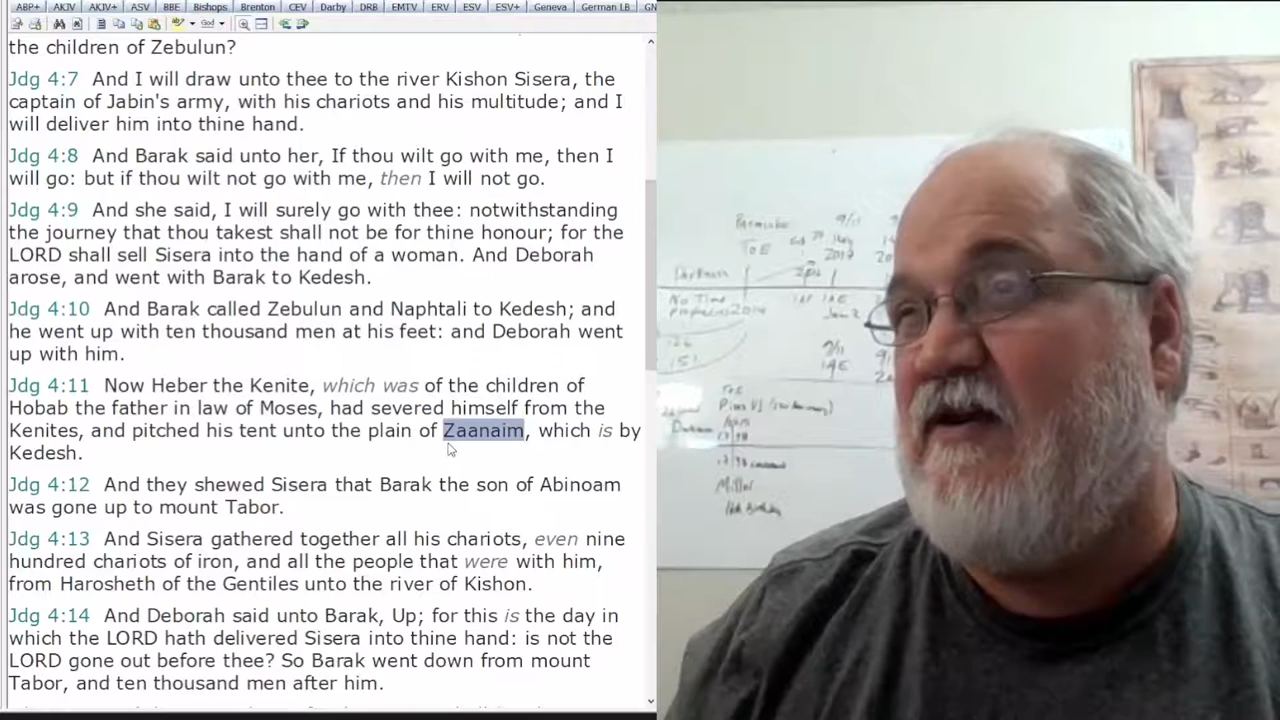 ABP+ AKJV AKJV+ ASV BBE Bishops Brenton CEV Darby DRB EMTV ERV ESV ESV+ Geneva German LB GN
the children of Zebulun?
Jdg 4:7 And I will draw unto thee to the river Kishon Sisera, the
captain of Jabin's army, with his chariots and his multitude; and I
will deliver him into thine hand.
Jdg 4:8 And Barak said unto her, If thou wilt go with me, then I
will go: but if thou wilt not go with me, then I will not go.
Jdg 4:9 And she said, I will surely go with thee: notwithstanding
the journey that thou takest shall not be for thine honour; for the
LORD shall sell Sisera into the hand of a woman. And Deborah
arose, and went with Barak to Kedesh.
Jdg 4:10 And Barak called Zebulun and Naphtali to Kedesh; and
he went up with ten thousand men at his feet: and Deborah went
up with him.
Jdg 4:11 Now Heber the Kenite, which was of the children of
Hobab the father in law of Moses, had severed himself from the
Kenites, and pitched his tent unto the plain of Zaanaim, which is by
Kedesh.
Jdg 4:12 And they shewed Sisera that Barak the son of Abinoam
was gone up to mount Tabor.
Jdg 4:13 And Sisera gathered together all his chariots, even nine
hundred chariots of iron, and all the people that were with him,
from Harosheth of the Gentiles unto the river of Kishon.
Jdg 4:14 And Deborah said unto Barak, Up; for this is the day in
which the LORD hath delivered Sisera into thine hand: is not the
LORD gone out before thee? So Barak went down from mount
Tabor, and ten thousand men after him.
9/11
ToE
2017
No Time
9/11
Miller